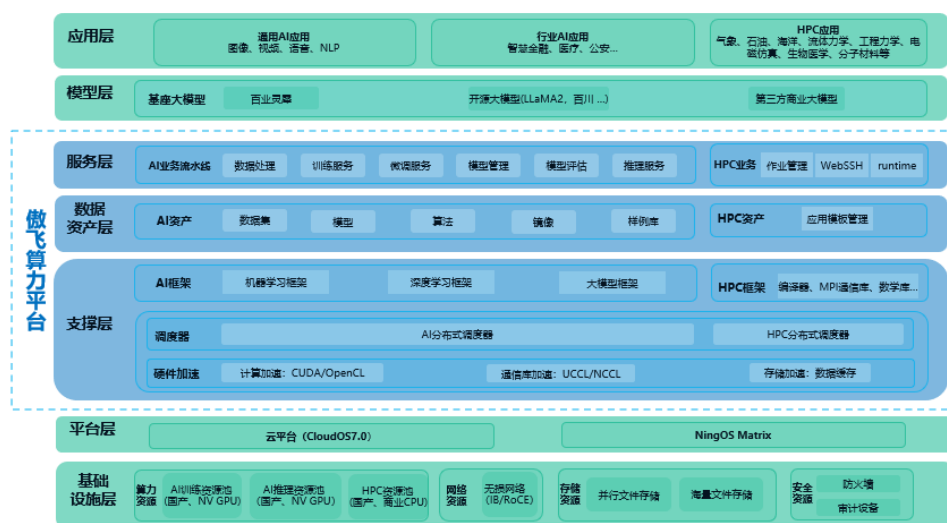 应用层
通用AI应用
图像、视频、语音、NLP
行业AI应用
智慧金融、医疗、公安...
HPC应用
气象、石油、海洋、流体力学、工程力学、电
磁仿真、生物医学、分子材料等
模型层
基座大模型
百业灵犀
开源大模型(LLaMA2，百川 ...)
第三方商业大模型
傲飞算力平台
服务层
AI业务流水线
数据处理
训练服务
微调服务
模型管理
模型评估
推理服务
HPC业务
作业管理
WebSSH
runtime
数据
资产层
AI资产
数据集
模型
算法
镜像
样例库
HPC资产
应用模板管理
支撑层
AI框架
机器学习框架
深度学习框架
大模型框架
HPC框架
编译器、MPI通信库、数学库...
调度器
AI分布式调度器
HPC分布式调度器
硬件加速
计算加速：CUDA/OpenCL
通信库加速：UCCL/NCCL
存储加速：数据缓存
平台层
云平台（CloudOS7.0）
NingOS Matrix
基础
设施层
算力
资源
AI训练资源池
(国产、NV GPU)
AI推理资源池
(国产、NV GPU)
HPC资源池
(国产、商业CPU)
网络
资源
无损网络
(IB/RoCE)
存储
资源
并行文件存储
海量文件存储
安全
资源
防火墙
审计设备